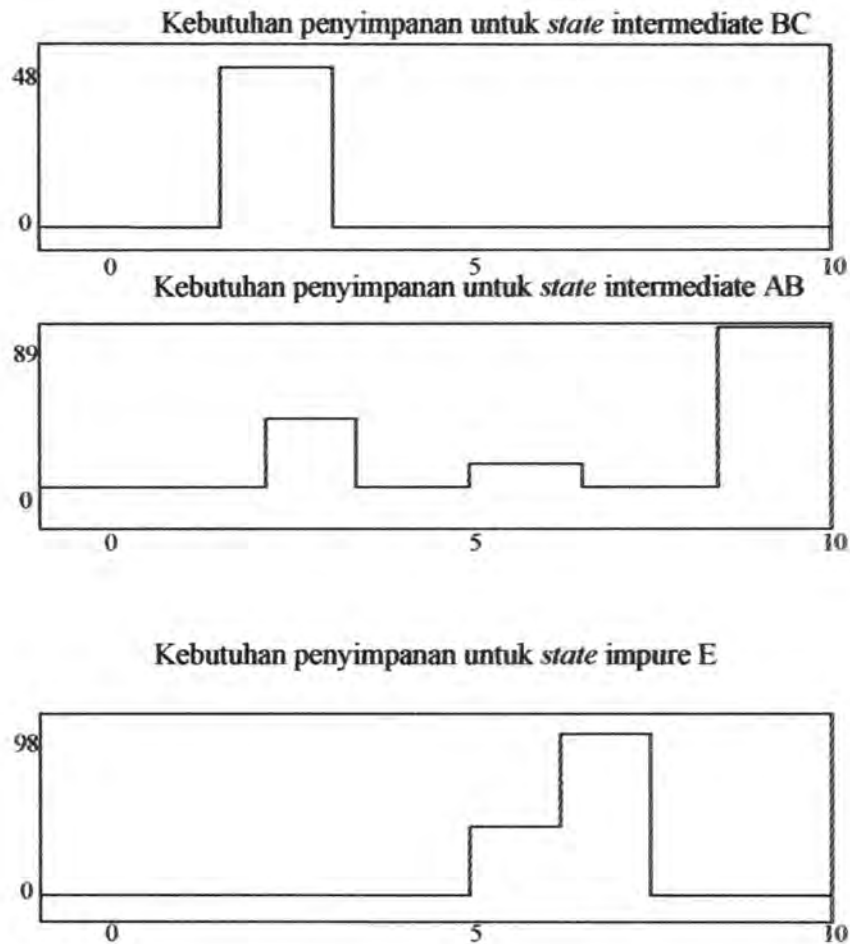 Kebutuhan penyimpanan untuk state intermediate BC
48
0
0 5 10
Kebutuhan penyimpanan untuk state intermediate AB
89
0
0 5 10
Kebutuhan penyimpanan untuk state impure E
98
0
0 5 10